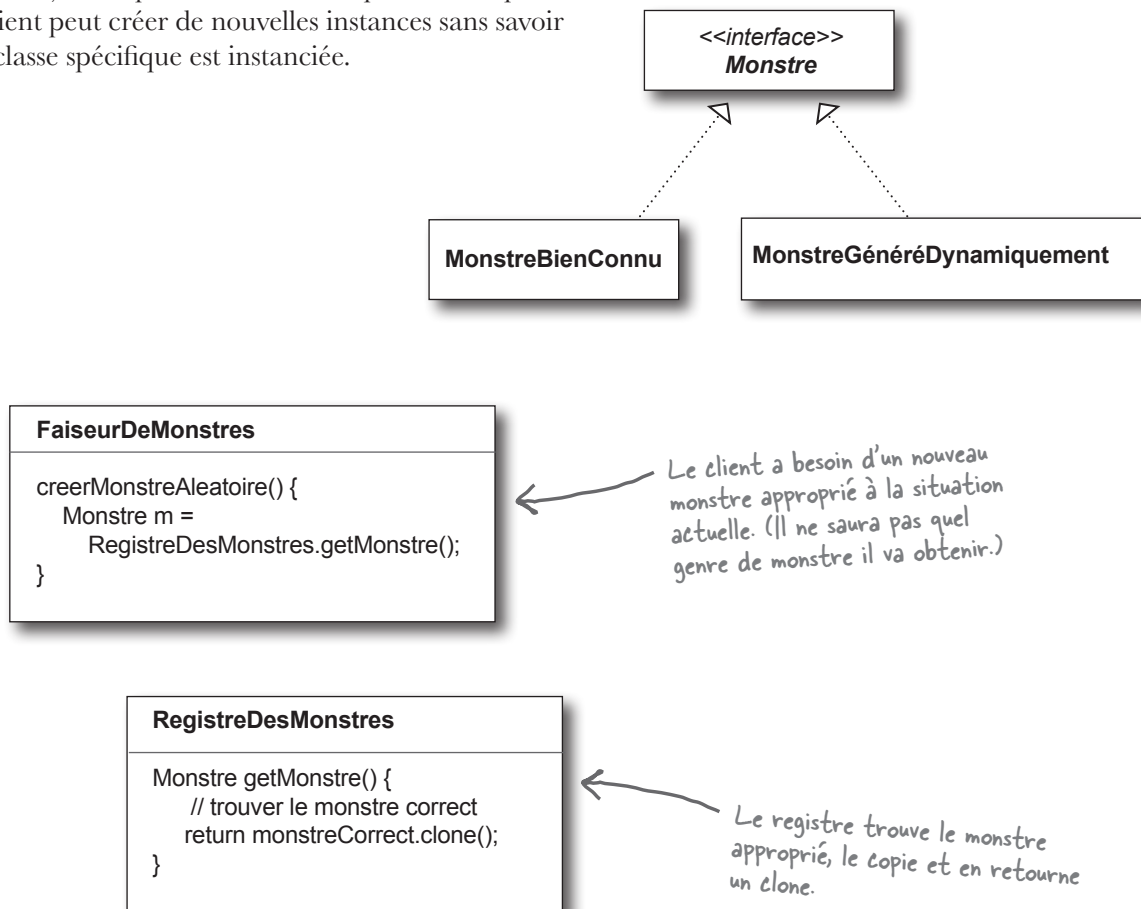 ient peut créer de nouvelles instances sans savoir
classe spécifique est instanciée.
<<interface>>
Monstre
MonstreBienConnu
MonstreGénéréDynamiquement
FaiseurDeMonstres
creerMonstreAleatoire() {
Monstre m =
RegistreDesMonstres.getMonstre();
}
Le client a besoin d'un nouveau
monstre approprié à la situation
actuelle. (Il ne saura pas quel
genre de monstre il va obtenir.)
RegistreDesMonstres
Monstre getMonstre() {
// trouver le monstre correct
return monstreCorrect.clone();
}
Le registre trouve le monstre
approprié, le copie et en retourne
un clone.